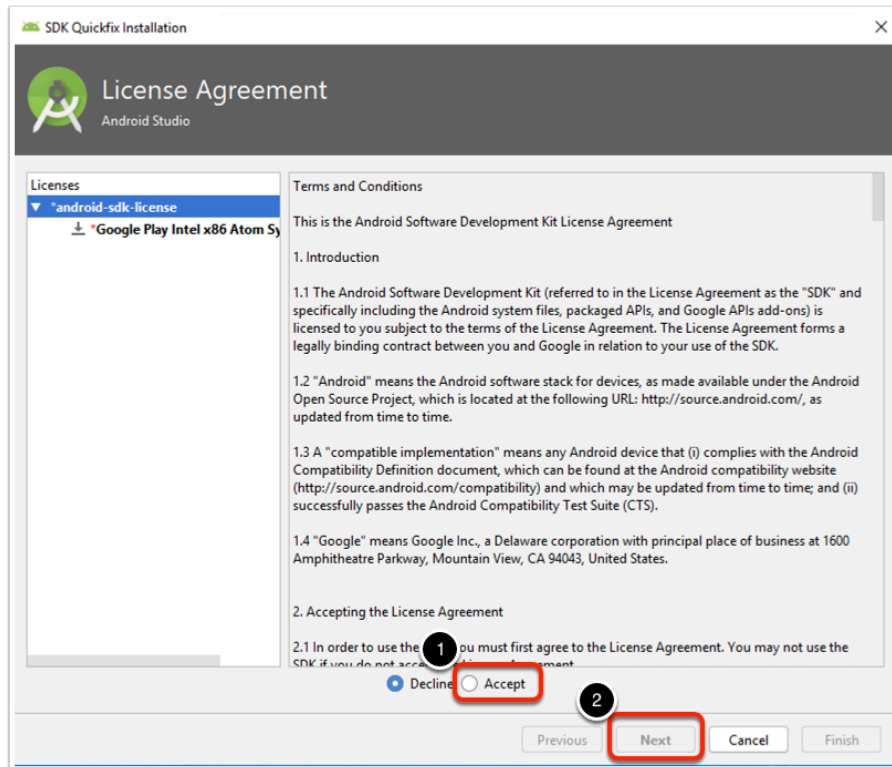 SDK Quickfix Installation
License Agreement
Android Studio
Licenses
*android-sdk-license
*Google Play Intel x86 Atom Sy
Terms and Conditions
This is the Android Software Development Kit License Agreement
1. Introduction
1.1 The Android Software Development Kit (referred to in the License Agreement as the "SDK" and
specifically including the Android system files, packaged APIs, and Google APIs add-ons) is
licensed to you subject to the terms of the License Agreement. The License Agreement forms a
legally binding contract between you and Google in relation to your use of the SDK.
1.2 "Android" means the Android software stack for devices, as made available under the Android
Open Source Project, which is located at the following URL: http://source.android.com/, as
updated from time to time.
1.3 A "compatible implementation" means any Android device that (i) complies with the Android
Compatibility Definition document, which can be found at the Android compatibility website
(http://source.android.com/compatibility) and which may be updated from time to time; and (ii)
successfully passes the Android Compatibility Test Suite (CTS).
1.4 "Google" means Google Inc., a Delaware corporation with principal place of business at 1600
Amphitheatre Parkway, Mountain View, CA 94043, United States.
2. Accepting the License Agreement
2.1 In order to use the ou must first agree to the License Agreement. You may not use the
SDK if you do not acce
1
Decline
Accept
2
Previous
Next
Cancel
Finish